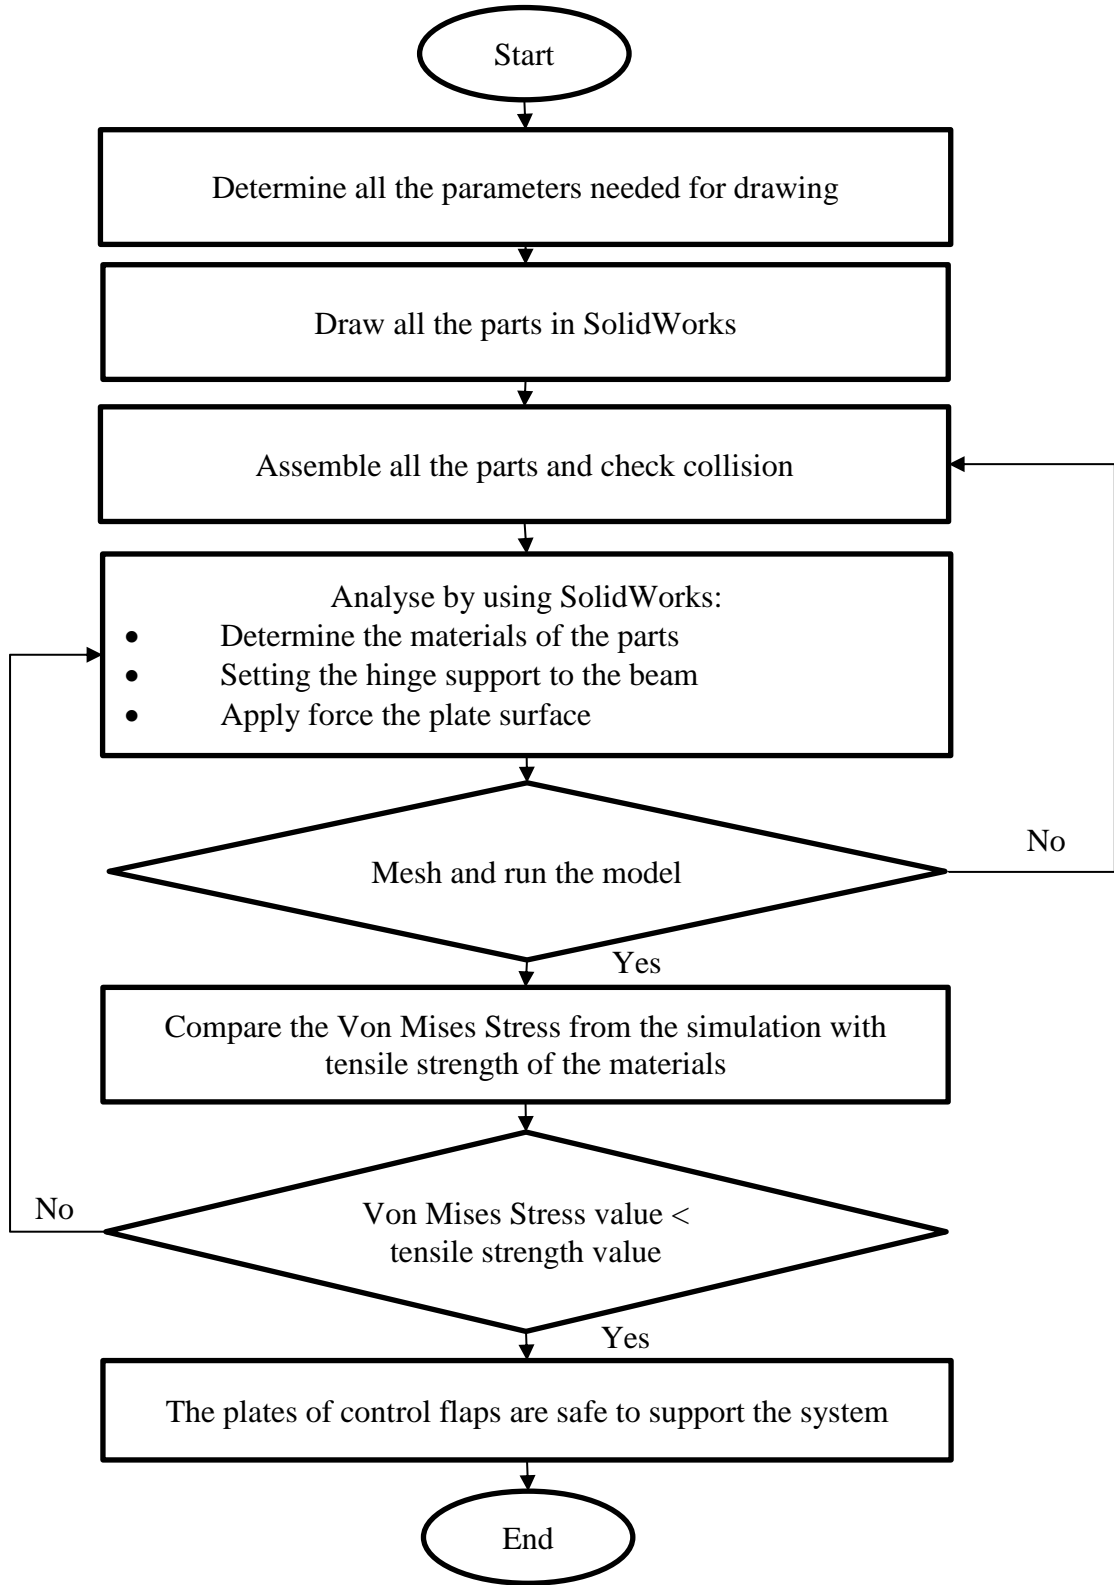 Start
Determine all the parameters needed for drawing
Draw all the parts in SolidWorks
Assemble all the parts and check collision
Analyse by using SolidWorks:
• Determine the materials of the parts
• Setting the hinge support to the beam
• Apply force the plate surface
Mesh and run the model
No
Yes
Compare the Von Mises Stress from the simulation with
tensile strength of the materials
Von Mises Stress value <
tensile strength value
No
Yes
The plates of control flaps are safe to support the system
End